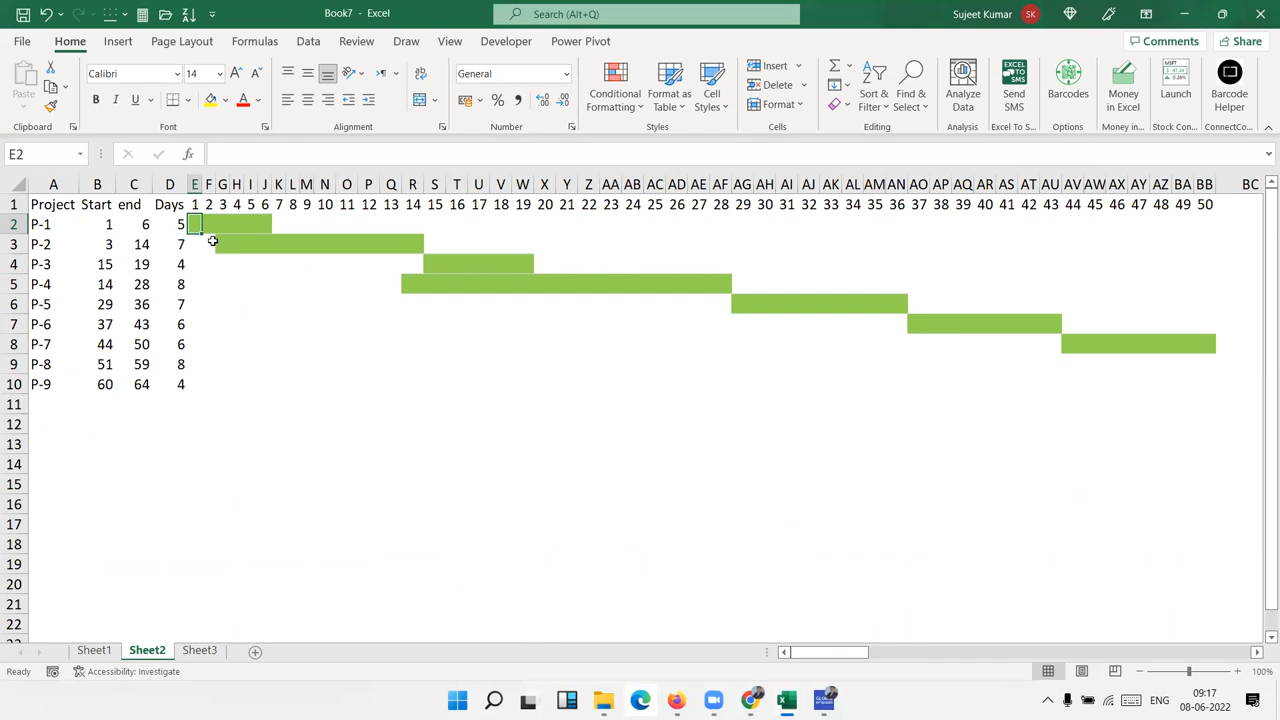 Book7 - Excel
Search (Alt+Q)
Sujeet Kumar SK
File Home Insert Page Layout Formulas Data Review View Draw Developer Power Pivot
Comments Share
Paste
Calibri 14
B I U
General
Conditional Formatting
Format as Table
Cell Styles
Insert
Delete
Format
Sort & Filter
Find & Select
Analyze Data
Send SMS
Barcodes
Money in Excel
Launch
Barcode Helper
Clipboard Font Alignment Number Styles Cells Editing Analysis Excel To S... Options Money in... Stock Con... ConnectCo...
E2
fx
A B C D E F G H I J K L M N O P Q R S T U V W X Y Z AA AB AC AD AE AF AG AH AI AJ AK AL AM AN AO AP AQ AR AS AT AU AV AW AX AY AZ BA BB BC
1 Project Start end Days 1 2 3 4 5 6 7 8 9 10 11 12 13 14 15 16 17 18 19 20 21 22 23 24 25 26 27 28 29 30 31 32 33 34 35 36 37 38 39 40 41 42 43 44 45 46 47 48 49 50
2 P-1 1 6 5
3 P-2 3 14 7
4 P-3 15 19 4
5 P-4 14 28 8
6 P-5 29 36 7
7 P-6 37 43 6
8 P-7 44 50 6
9 P-8 51 59 8
10 P-9 60 64 4
11
12
13
14
15
16
17
18
19
20
21
22
Sheet1 Sheet2 Sheet3
Ready Accessibility: Investigate 100%
ENG
09:17
08-06-2022